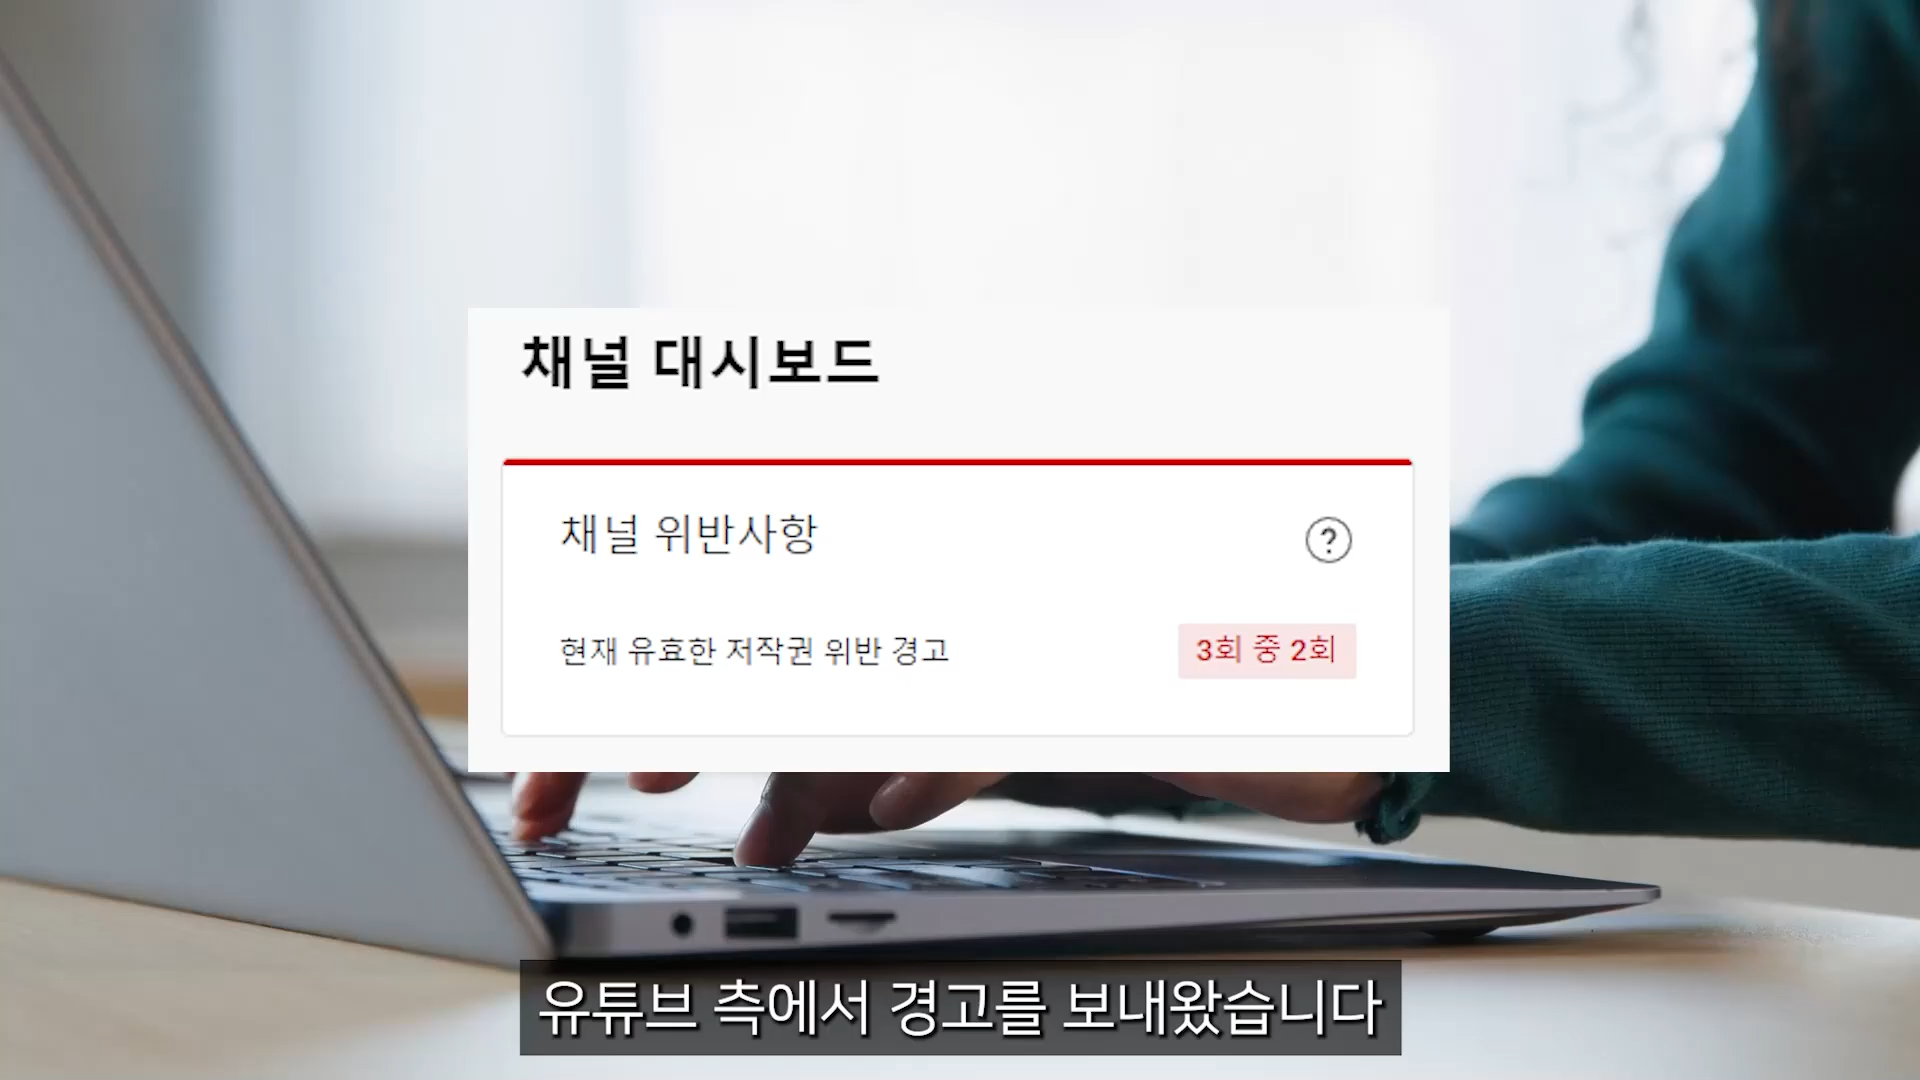 채널 대시보드
채널 위반사항
?
현재 유효한 저작권 위반 경고 3회 중 2회
유튜브 측에서 경고를 보내왔습니다